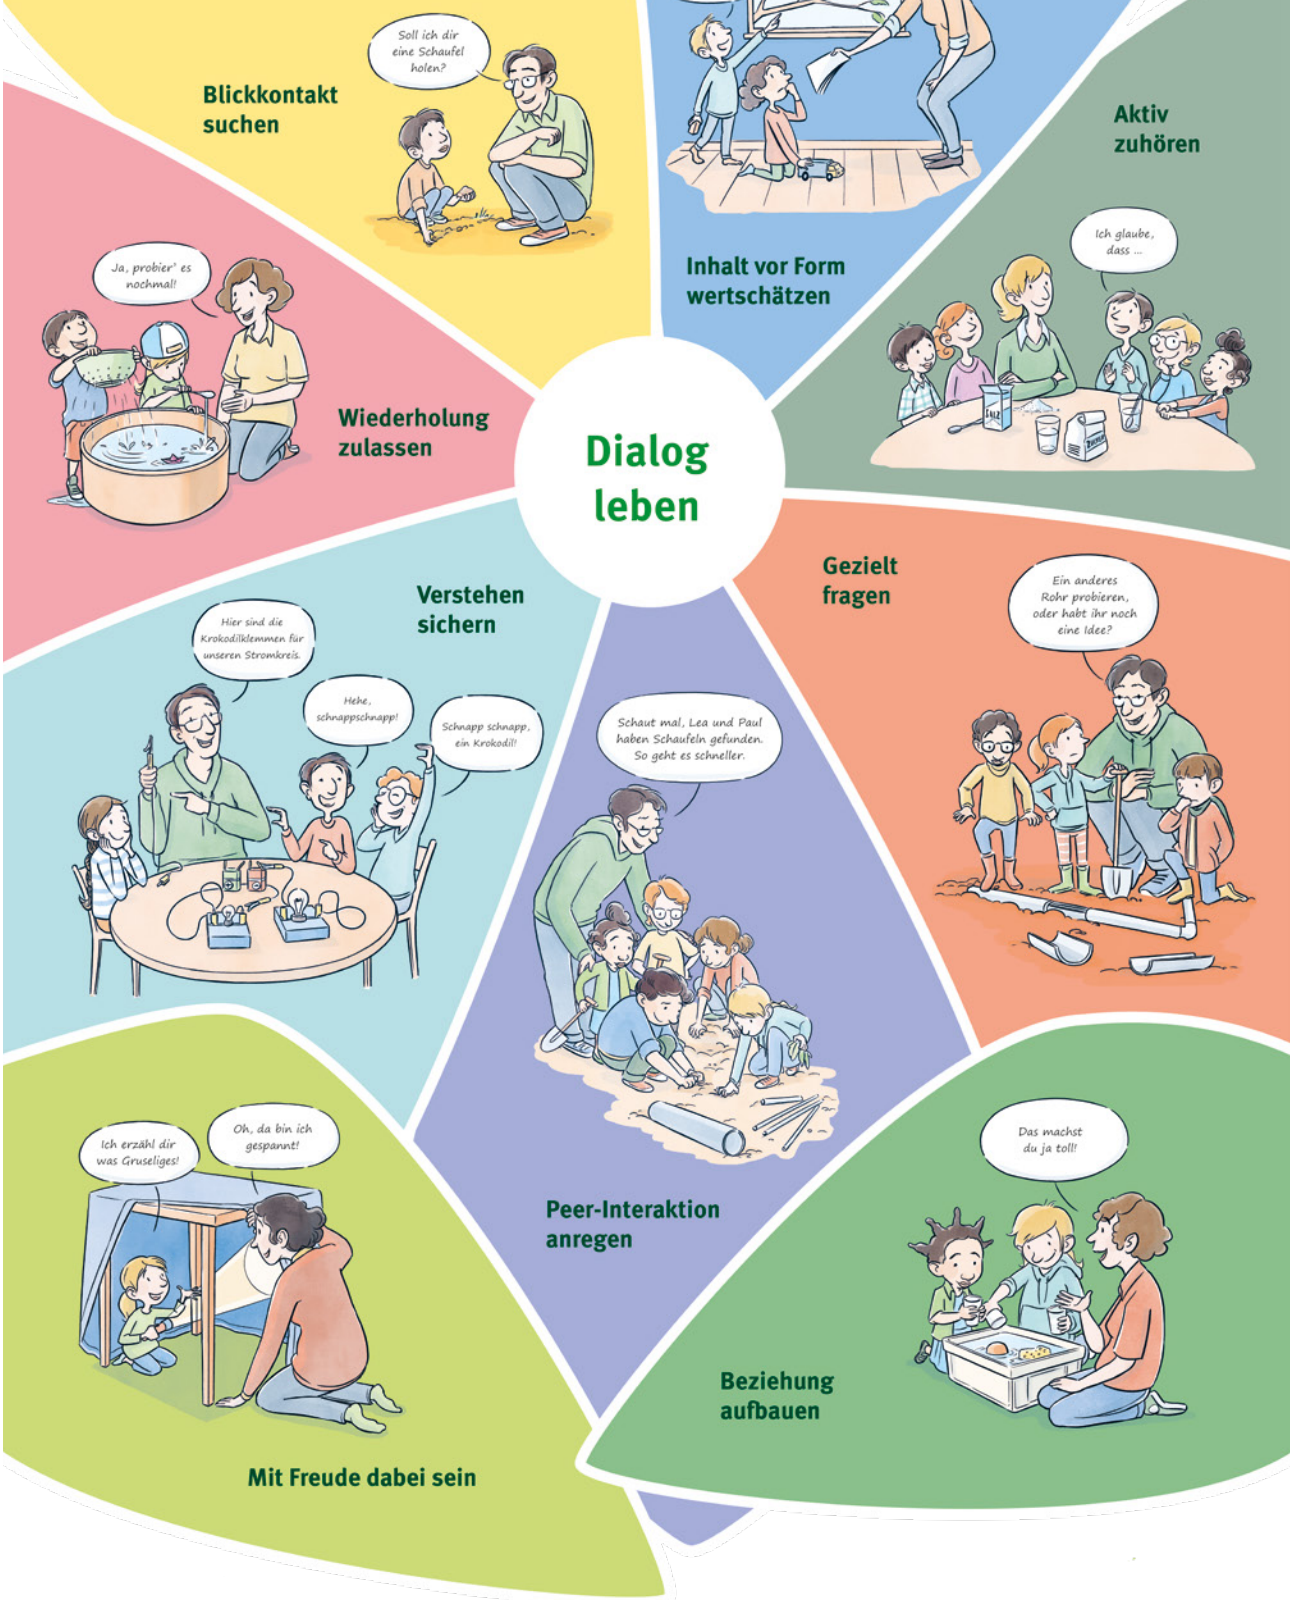 Soll ich dir
eine Schaufel
holen?
Blickkontakt
suchen
Aktiv
zuhören
Ich glaube,
dass ...
Inhalt vor Form
wertschätzen
Ja, probier' es
nochmal!
SALZ
ZUCKER
Wiederholung
zulassen
Dialog
leben
Verstehen
sichern
Gezielt
fragen
Ein anderes
Rohr probieren,
oder habt ihr noch
eine Idee?
Hier sind die
Krokodilklemmen für
unseren Stromkreis.
Hehe,
schnappschnapp!
Schnapp schnapp,
ein Krokodil!
Schaut mal, Lea und Paul
haben Schaufeln gefunden.
So geht es schneller.
Ich erzähl dir
was Gruseliges!
Oh, da bin ich
gespannt!
Das machst
du ja toll!
Peer-Interaktion
anregen
Beziehung
aufbauen
Mit Freude dabei sein